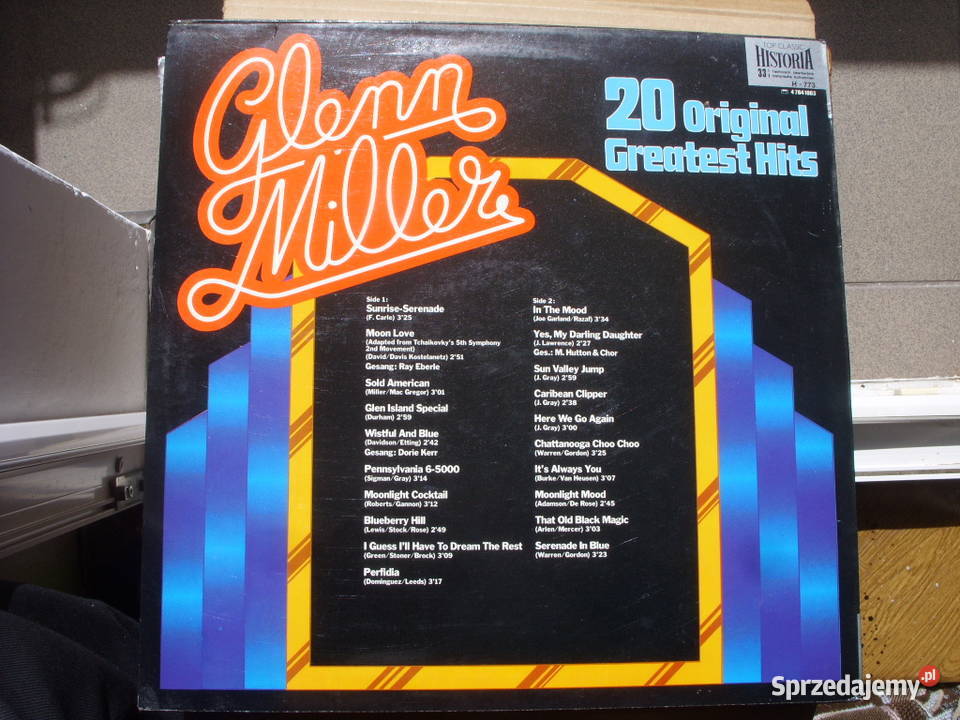 Glenn
Miller
TOP CLASSIC
HISTORIA
33
H - 773
20 Original
Greatest Hits
Side 1:
Sunrise-Serenade
(F. Carle) 3'25
Moon Love
(Adapted from Tchaikovsky's 5th Symphony
2nd Movement)
(David/Davis Kostelanetz) 2'51
Gesang: Ray Eberle
Sold American
(Miller/Mac Gregor) 3'01
Glen Island Special
(Durham) 2'59
Wistful And Blue
(Davidson/Etting) 2'42
Gesang: Dorie Kerr
Pennsylvania 6-5000
(Sigman/Gray) 3'14
Moonlight Cocktail
(Roberts/Gannon) 3'12
Blueberry Hill
(Lewis/Stock/Rose) 2'49
I Guess I'll Have To Dream The Rest
(Green/Stoner/Brock) 3'09
Perfidia
(Dominguez/Leeds) 3'17
Side 2:
In The Mood
(Joe Garland/Razaf) 3'34
Yes, My Darling Daughter
(J. Lawrence) 2'27
Ges.: M. Hutton & Chor
Sun Valley Jump
(J. Gray) 2'59
Caribean Clipper
(J. Gray) 2'38
Here We Go Again
(J. Gray) 3'00
Chattanooga Choo Choo
(Warren/Gordon) 3'25
It's Always You
(Burke/Van Heusen) 3'07
Moonlight Mood
(Adamson/De Rose) 2'45
That Old Black Magic
(Arlen/Mercer) 3'03
Serenade In Blue
(Warren/Gordon) 3'23
Sprzedajemy.pl